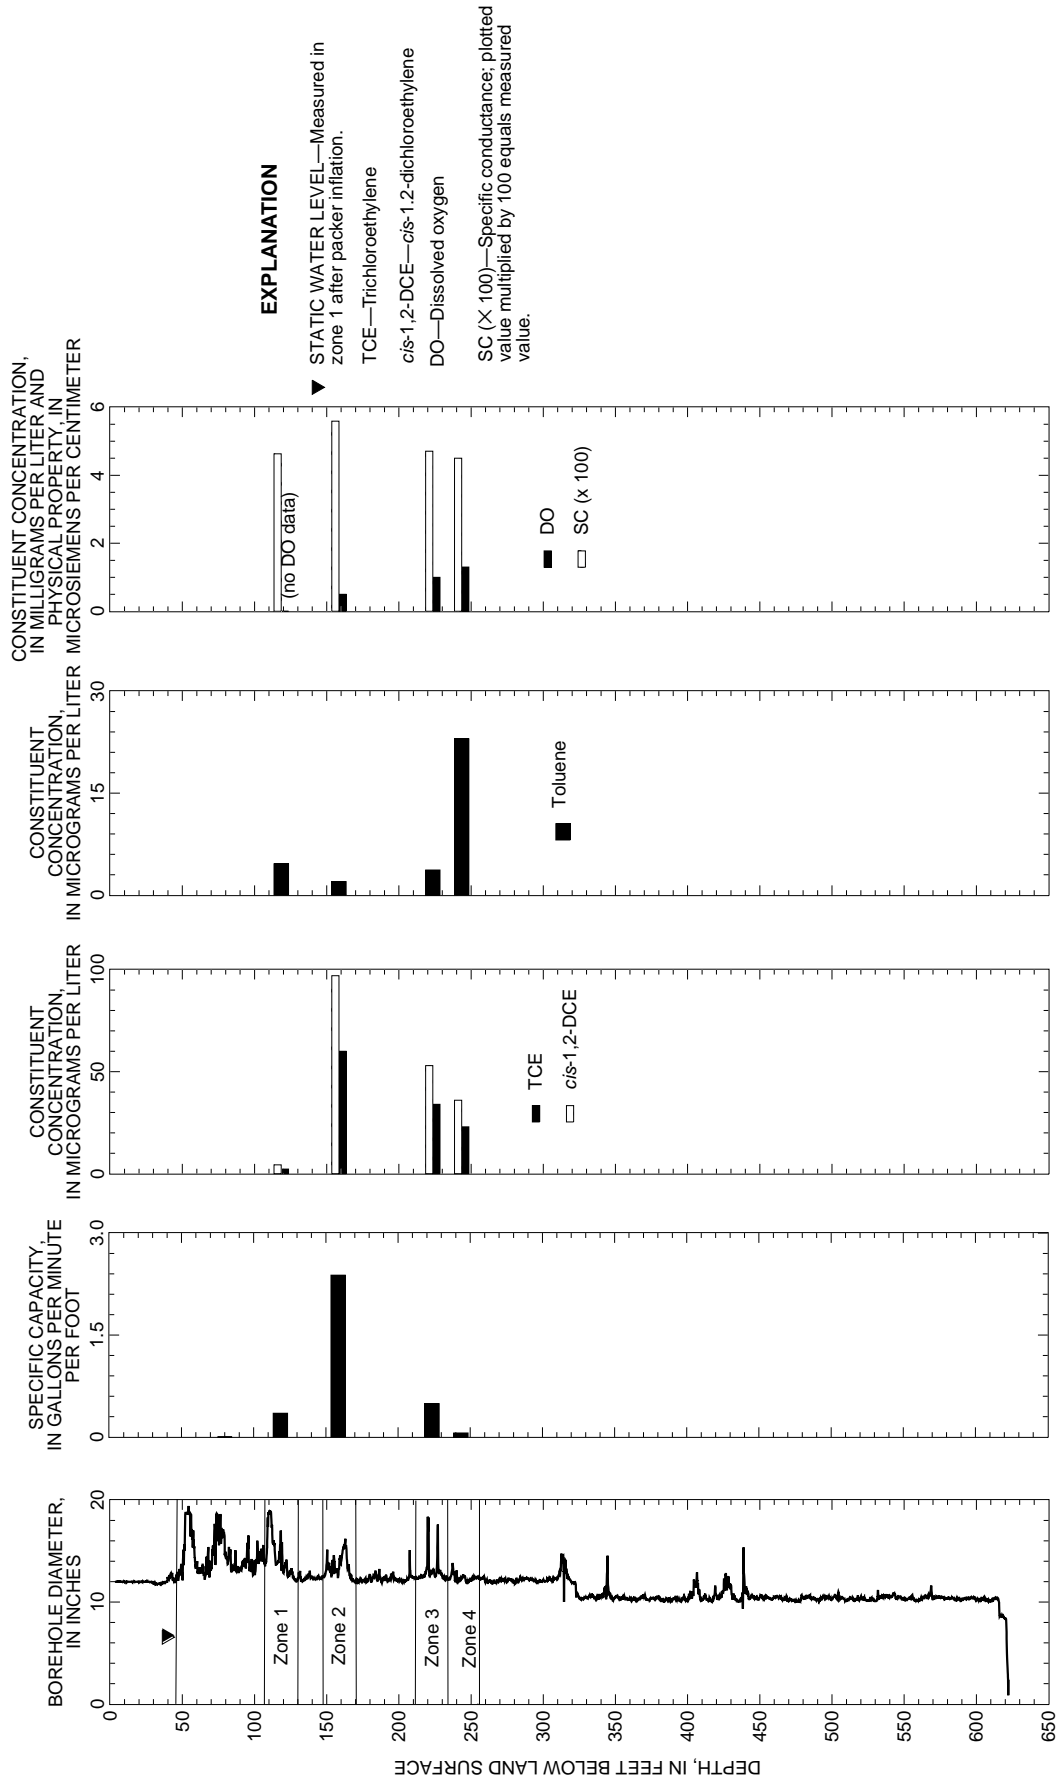 BOREHOLE DIAMETER,
IN INCHES
0
10
20
SPECIFIC CAPACITY,
IN GALLONS PER MINUTE
PER FOOT
0
1.5
3.0
CONSTITUENT
CONCENTRATION,
IN MICROGRAMS PER LITER
0
50
100
CONSTITUENT
CONCENTRATION,
IN MICROGRAMS PER LITER
0
15
30
CONSTITUENT CONCENTRATION,
IN MILLIGRAMS PER LITER AND
PHYSICAL PROPERTY, IN
MICROSIEMENS PER CENTIMETER
0
2
4
6
DEPTH, IN FEET BELOW LAND SURFACE
0
50
100
150
200
250
300
350
400
450
500
550
600
650
Zone 1
Zone 2
Zone 3
Zone 4
TCE
cis-1,2-DCE
Toluene
(no DO data)
DO
SC (x 100)
EXPLANATION
STATIC WATER LEVEL—Measured in
zone 1 after packer inflation.
TCE—Trichloroethylene
cis-1,2-DCE—cis-1.2-dichloroethylene
DO—Dissolved oxygen
SC (✕ 100)—Specific conductance; plotted
value multiplied by 100 equals measured
value.